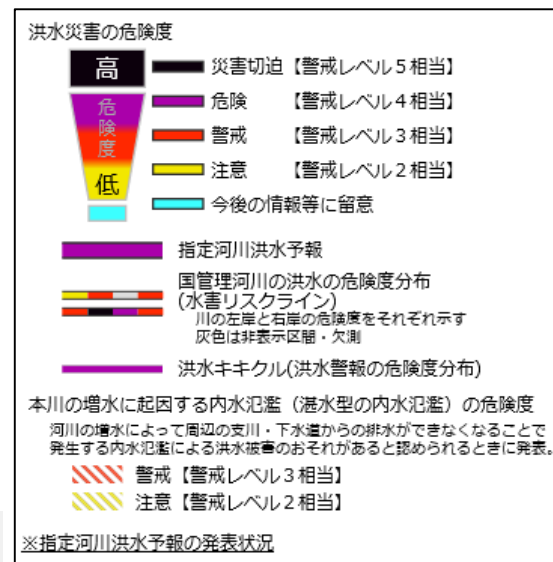 洪水災害の危険度
高
災害切迫【警戒レベル５相当】
危険 【警戒レベル４相当】
危険度
警戒 【警戒レベル３相当】
低
注意 【警戒レベル２相当】
今後の情報等に留意
指定河川洪水予報
国管理河川の洪水の危険度分布
(水害リスクライン)
川の左岸と右岸の危険度をそれぞれ示す
灰色は非表示区間・欠測
洪水キキクル(洪水警報の危険度分布)
本川の増水に起因する内水氾濫（湛水型の内水氾濫）の危険度
河川の増水によって周辺の支川・下水道からの排水ができなくなることで
発生する内水氾濫による洪水被害のおそれがあると認められるときに発表。
警戒【警戒レベル３相当】
注意【警戒レベル２相当】
※指定河川洪水予報の発表状況